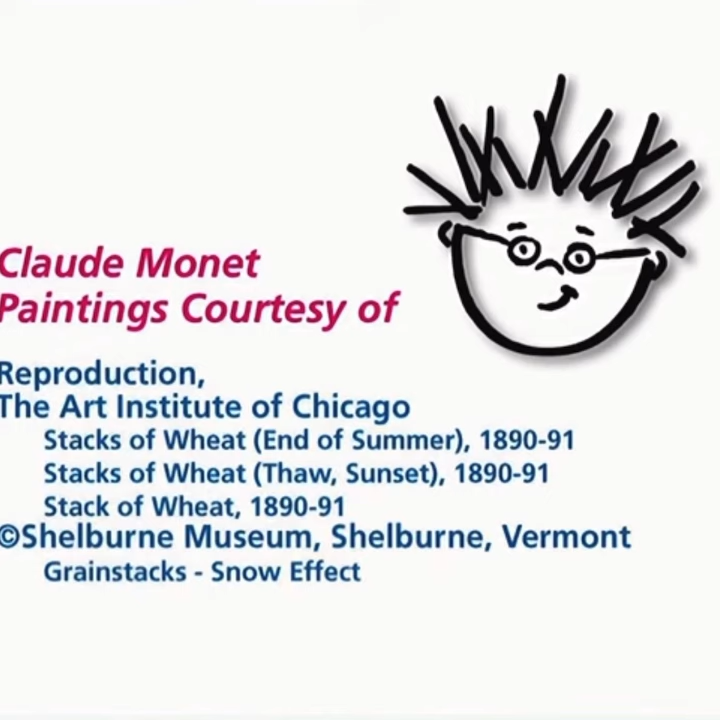 Claude Monet
Paintings Courtesy of
Reproduction,
The Art Institute of Chicago
Stacks of Wheat (End of Summer), 1890-91
Stacks of Wheat (Thaw, Sunset), 1890-91
Stack of Wheat, 1890-91
©Shelburne Museum, Shelburne, Vermont
Grainstacks - Snow Effect